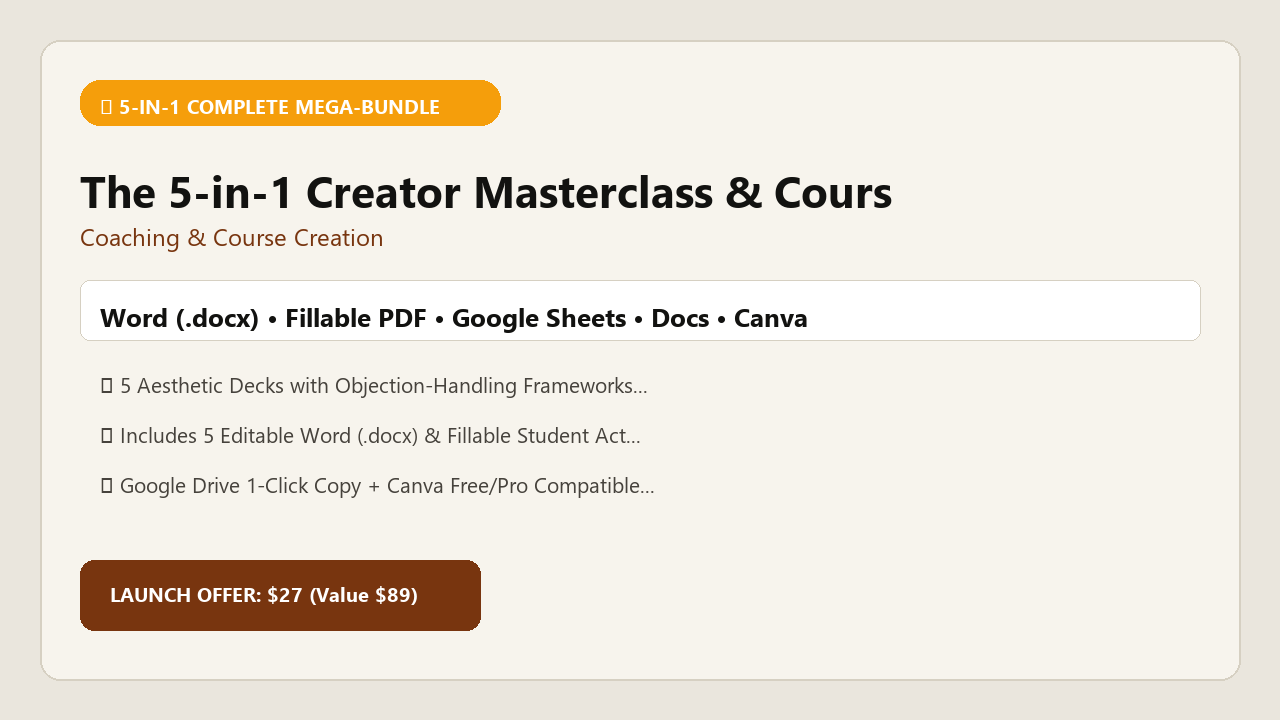 ▯ 5-IN-1 COMPLETE MEGA-BUNDLE
The 5-in-1 Creator Masterclass & Cours
Coaching & Course Creation
Word (.docx) • Fillable PDF • Google Sheets • Docs • Canva
▯ 5 Aesthetic Decks with Objection-Handling Frameworks...
▯ Includes 5 Editable Word (.docx) & Fillable Student Act...
▯ Google Drive 1-Click Copy + Canva Free/Pro Compatible...
LAUNCH OFFER: $27 (Value $89)